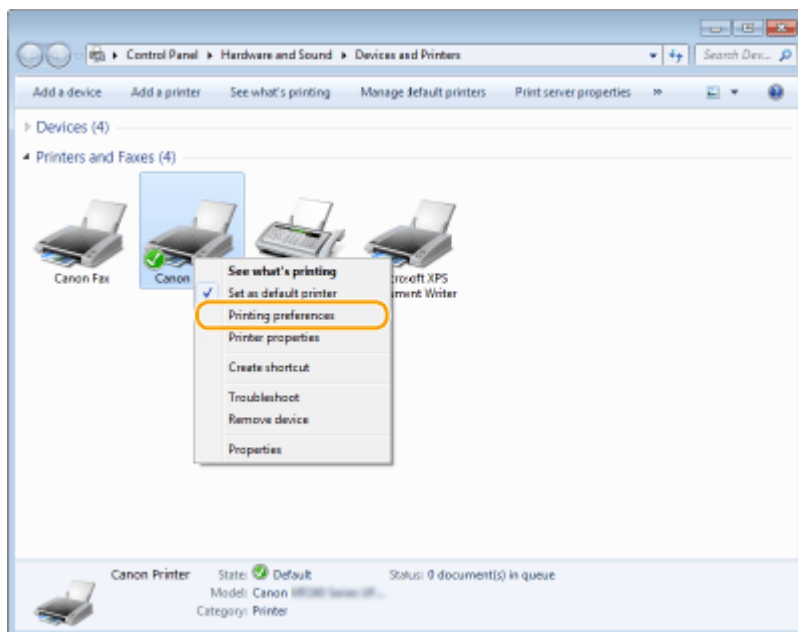 Control Panel ▸ Hardware and Sound ▸ Devices and Printers
Search Dev...
Add a device Add a printer See what's printing Manage default printers Print server properties »
Devices (4)
Printers and Faxes (4)
Canon Fax
Canon
rosoft XPS
ument Writer
See what's printing
Set as default printer
Printing preferences
Printer properties
Create shortcut
Troubleshoot
Remove device
Properties
Canon Printer State: Default Status: 0 document(s) in queue
Model: Canon
Category: Printer